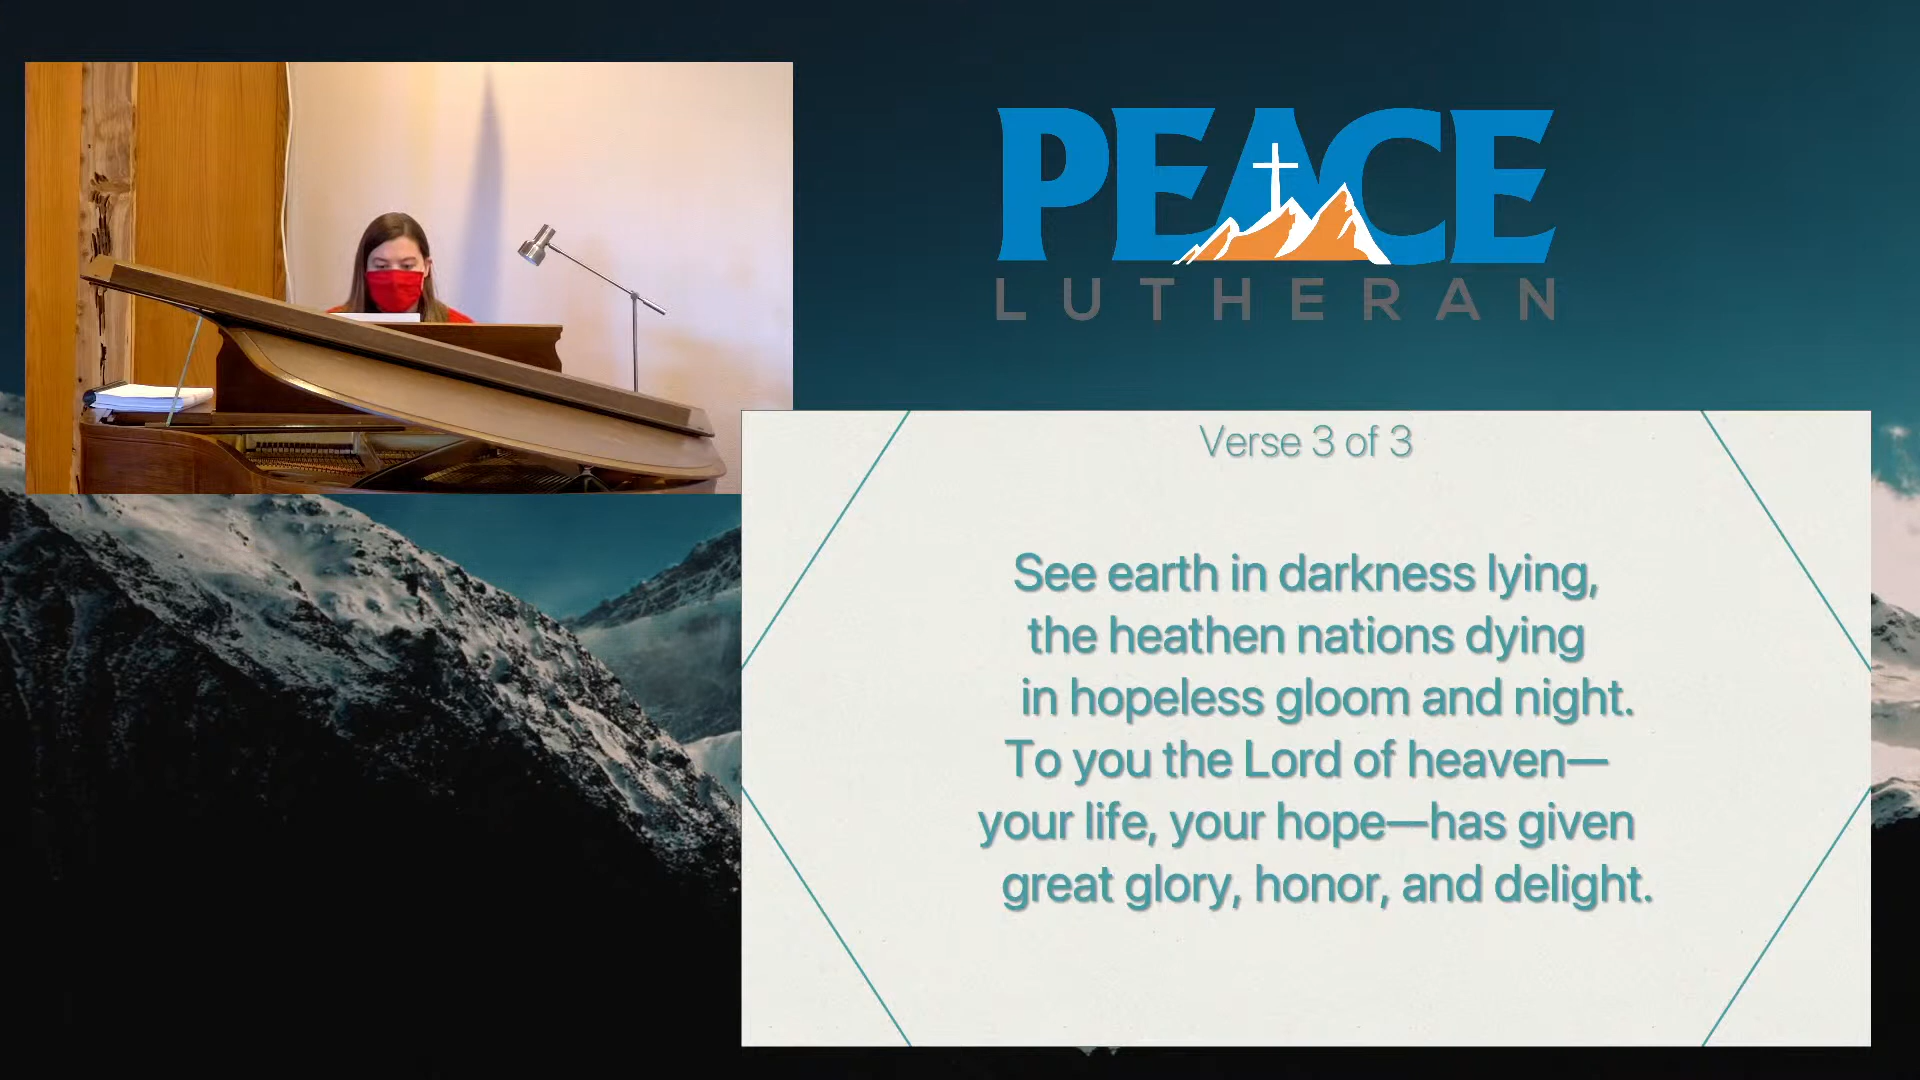 PEACE
LUTHERAN
Verse 3 of 3
See earth in darkness lying,
the heathen nations dying
in hopeless gloom and night.
To you the Lord of heaven—
your life, your hope—has given
great glory, honor, and delight.